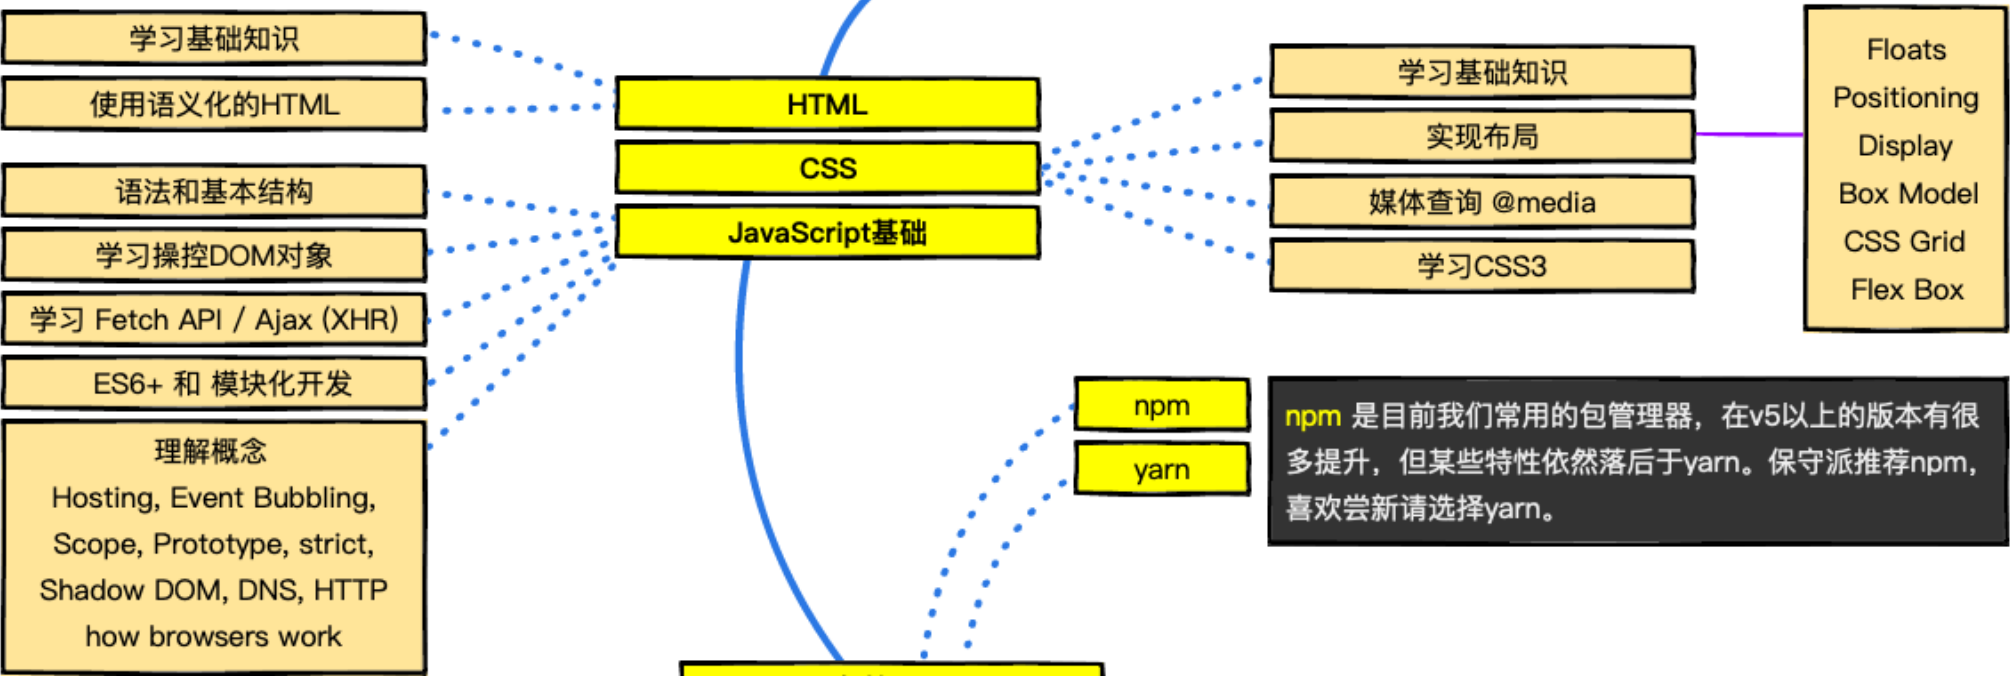 学习基础知识
使用语义化的HTML
语法和基本结构
学习操控DOM对象
学习 Fetch API / Ajax (XHR)
ES6+ 和 模块化开发
理解概念
Hosting, Event Bubbling,
Scope, Prototype, strict,
Shadow DOM, DNS, HTTP
how browsers work
HTML
CSS
JavaScript基础
学习基础知识
实现布局
媒体查询 @media
学习CSS3
Floats
Positioning
Display
Box Model
CSS Grid
Flex Box
npm
yarn
npm 是目前我们常用的包管理器，在v5以上的版本有很
多提升，但某些特性依然落后于yarn。保守派推荐npm，
喜欢尝新请选择yarn。